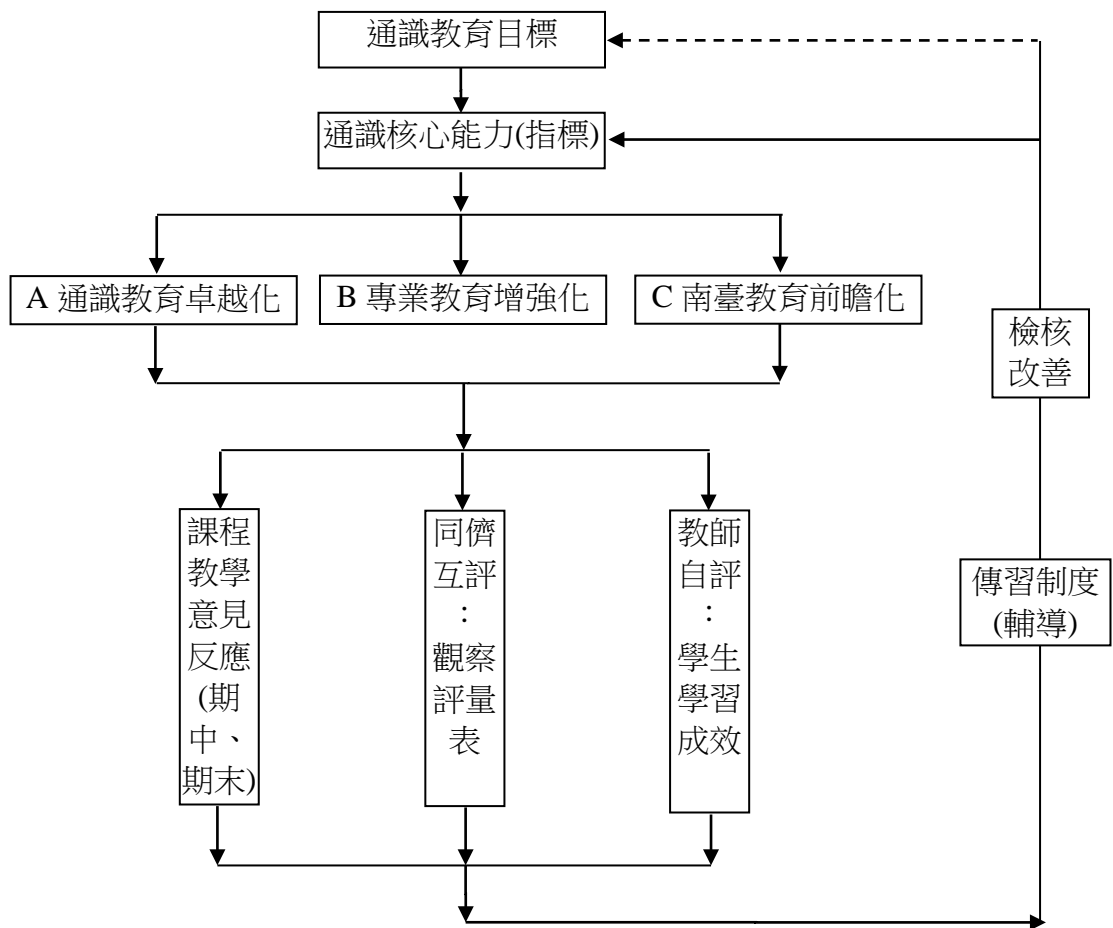 通識教育目標
通識核心能力(指標)
A 通識教育卓越化
B 專業教育增強化
C 南臺教育前瞻化
檢核
改善
課程
教學
意見
反應
(期
中、
期末)
同儕
互評
：
觀察
評量
表
教師
自評
：
學生
學習
成效
傳習制度
(輔導)